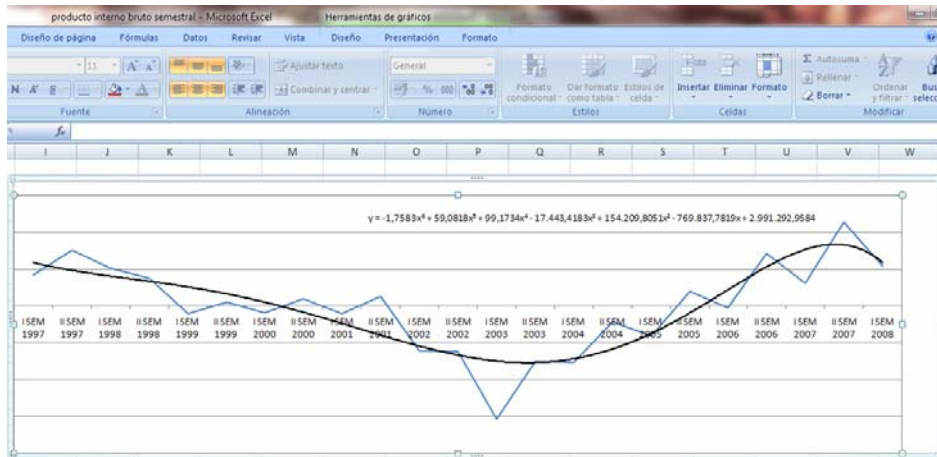 producto interno bruto semestral - Microsoft Excel Herramientas de gráficos
Diseño de página Fórmulas Datos Revisar Vista Diseño Presentación Formato
11 A A Ajustar texto General Σ Autosuma
N K S A Combinar y centrar % 000 Formato condicional Dar formato como tabla Estilos de celda Insertar Eliminar Formato Rellenar Borrar Ordenar y filtrar
Fuente Alineación Número Estilos Celdas Modificar
fx
I J K L M N O P Q R S T U V W
y = -1,7583x⁶ + 59,0818x⁵ + 99,1734x⁴ - 17.443,4183x³ + 154.209,8051x² - 769.837,7819x + 2.991.292,9584
I SEM II SEM I SEM II SEM I SEM II SEM I SEM II SEM I SEM II SEM I SEM II SEM I SEM II SEM I SEM II SEM I SEM II SEM I SEM II SEM I SEM II SEM I SEM
1997 1997 1998 1998 1999 1999 2000 2000 2001 2001 2002 2002 2003 2003 2004 2004 2005 2005 2006 2006 2007 2007 2008